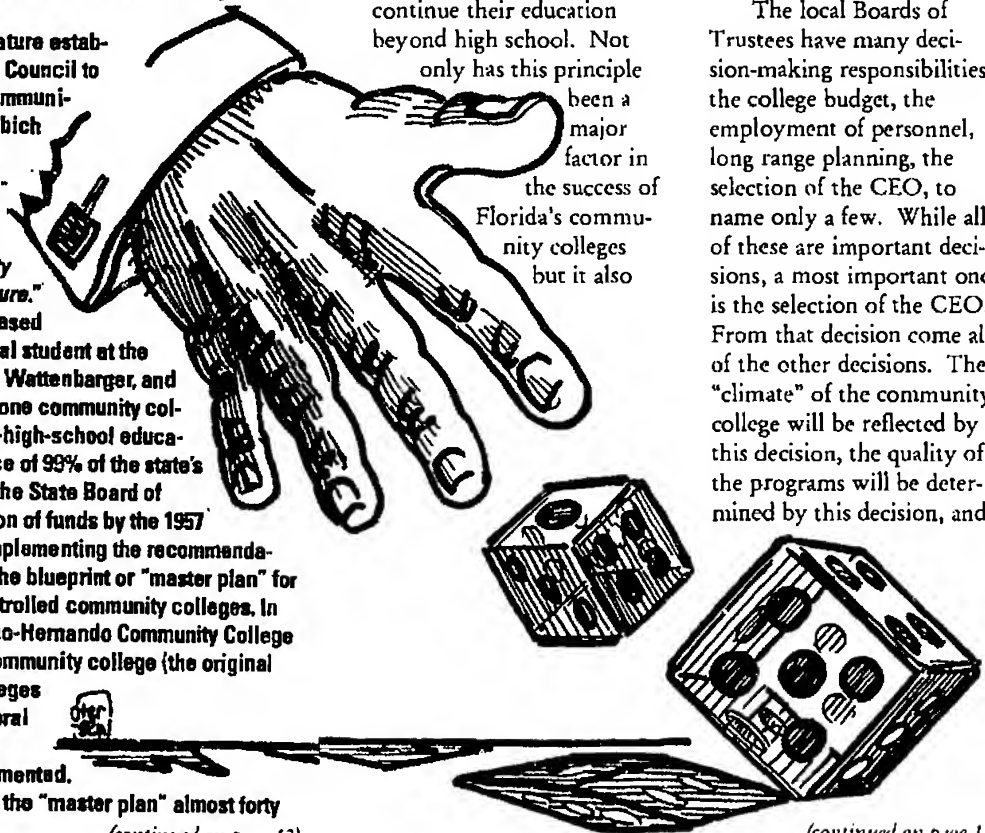 ature estab-
Council to
mmuni-
bich
ty
ure."
ased
al student at the
Wattenbarger, and
one community col-
-high-school educa-
ce of 99% of the state's
he State Board of
on of funds by the 1957
plementing the recommenda-
he blueprint or "master plan" for
trolled community colleges. In
co-Hernando Community College
ommunity college (the original
eges
oral
mented.
the "master plan" almost forty
continue their education
beyond high school. Not
only has this principle
been a
major
factor in
the success of
Florida's commu-
nity colleges
but it also
The local Boards of
Trustees have many deci-
sion-making responsibilities
the college budget, the
employment of personnel,
long range planning, the
selection of the CEO, to
name only a few. While all
of these are important deci-
sions, a most important one
is the selection of the CEO
From that decision come al
of the other decisions. The
"climate" of the community
college will be reflected by
this decision, the quality of
the programs will be deter-
mined by this decision, and